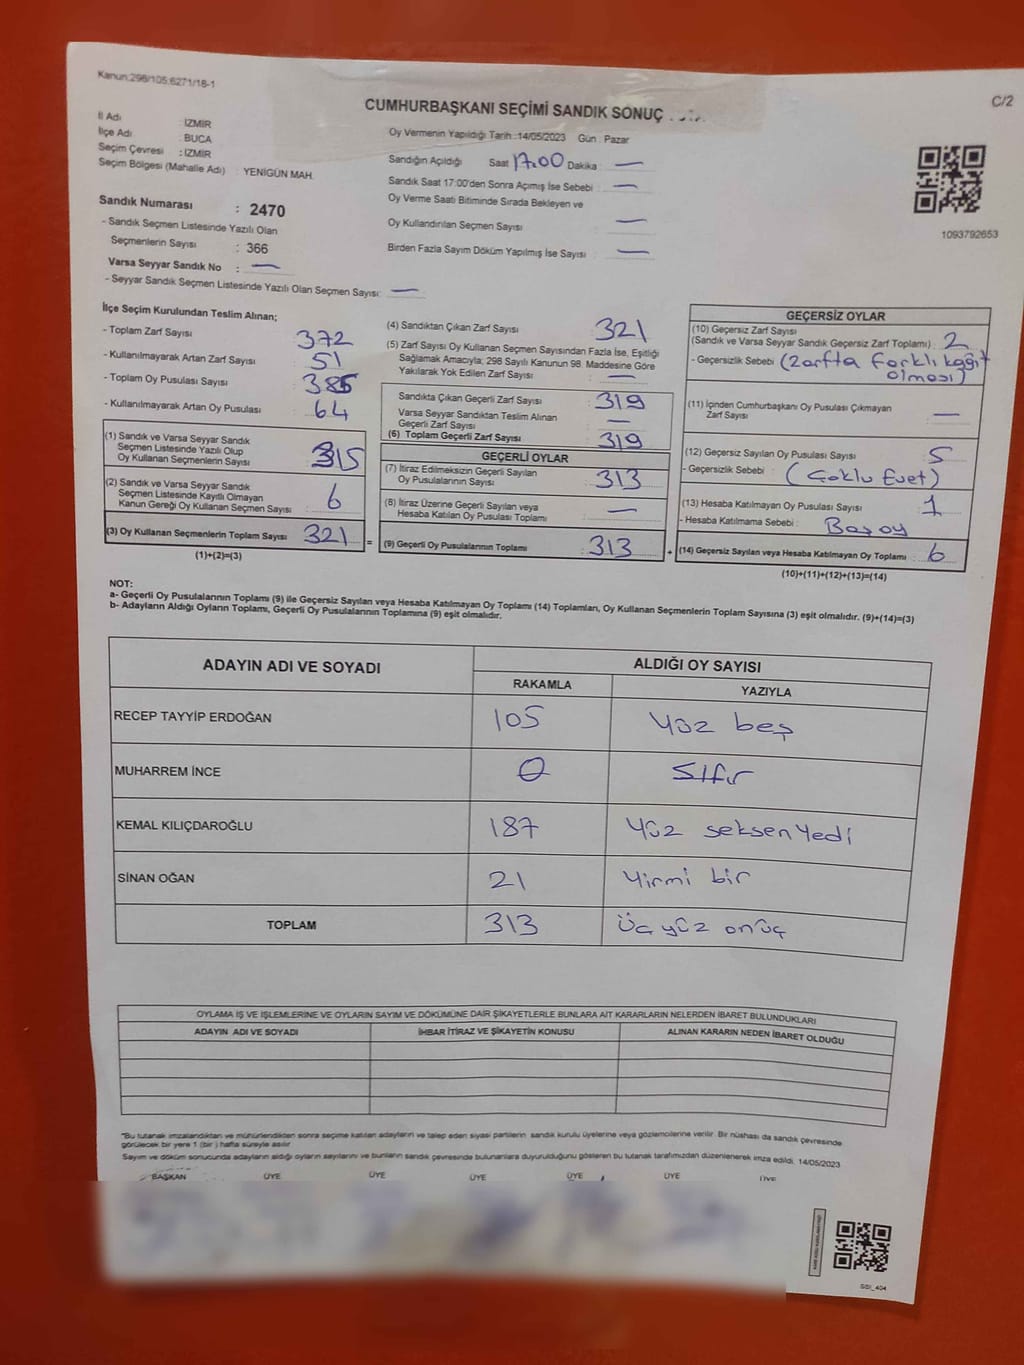 Kanun:298/105;6271/18-1
C/2
CUMHURBAŞKANI SEÇİMİ SANDIK SONUÇ
İl Adı : İZMİR
İlçe Adı : BUCA
Seçim Çevresi : İZMİR
Seçim Bölgesi (Mahalle Adı) : YENİGÜN MAH.
Oy Vermenin Yapıldığı Tarih :14/05/2023 Gün : Pazar
Sandığın Açıldığı Saat 17.00 Dakika : —
Sandık Saat 17:00'den Sonra Açımış İse Sebebi : —
Oy Verme Saati Bitiminde Sırada Bekleyen ve
Oy Kullandırılan Seçmen Sayısı : —
Birden Fazla Sayım Döküm Yapılmış İse Sayısı : —
1093792653
Sandık Numarası : 2470
- Sandık Seçmen Listesinde Yazılı Olan
Seçmenlerin Sayısı : 366
Varsa Seyyar Sandık No : —
- Seyyar Sandık Seçmen Listesinde Yazılı Olan Seçmen Sayısı: —
İlçe Seçim Kurulundan Teslim Alınan;
- Toplam Zarf Sayısı : 372
- Kullanılmayarak Artan Zarf Sayısı : 51
- Toplam Oy Pusulası Sayısı : 385
- Kullanılmayarak Artan Oy Pusulası : 64
(1) Sandık ve Varsa Seyyar Sandık
Seçmen Listesinde Yazılı Olup
Oy Kullanan Seçmenlerin Sayısı : 315
(2) Sandık ve Varsa Seyyar Sandık
Seçmen Listesinde Kayıtlı Olmayan
Kanun Gereği Oy Kullanan Seçmen Sayısı : 6
(3) Oy Kullanan Seçmenlerin Toplam Sayısı : 321
(1)+(2)=(3)
=
(4) Sandıktan Çıkan Zarf Sayısı : 321
(5) Zarf Sayısı Oy Kullanan Seçmen Sayısından Fazla İse, Eşitliği
Sağlamak Amacıyla; 298 Sayılı Kanunun 98. Maddesine Göre
Yakılarak Yok Edilen Zarf Sayısı : —
Sandıkta Çıkan Geçerli Zarf Sayısı : 319
Varsa Seyyar Sandıktan Teslim Alınan
Geçerli Zarf Sayısı : —
(6) Toplam Geçerli Zarf Sayısı : 319
GEÇERLİ OYLAR
(7) İtiraz Edilmeksizin Geçerli Sayılan
Oy Pusulalarının Sayısı : 313
(8) İtiraz Üzerine Geçerli Sayılan veya
Hesaba Katılan Oy Pusulası Toplamı : —
(9) Geçerli Oy Pusulalarının Toplamı : 313
+
GEÇERSİZ OYLAR
(10) Geçersiz Zarf Sayısı
(Sandık ve Varsa Seyyar Sandık Geçersiz Zarf Toplamı) : 2
- Geçersizlik Sebebi : (Zarfta farklı kağıt
olması)
(11) İçinden Cumhurbaşkanı Oy Pusulası Çıkmayan
Zarf Sayısı : —
(12) Geçersiz Sayılan Oy Pusulası Sayısı : 5
- Geçersizlik Sebebi : (Çoklu Evet)
(13) Hesaba Katılmayan Oy Pusulası Sayısı : 1
- Hesaba Katılmama Sebebi : Boş oy
(14) Geçersiz Sayılan veya Hesaba Katılmayan Oy Toplamı : 6
(10)+(11)+(12)+(13)=(14)
NOT:
a- Geçerli Oy Pusulalarının Toplamı (9) ile Geçersiz Sayılan veya Hesaba Katılmayan Oy Toplamı (14) Toplamları, Oy Kullanan Seçmenlerin Toplam Sayısına (3) eşit olmalıdır. (9)+(14)=(3)
b- Adayların Aldığı Oyların Toplamı, Geçerli Oy Pusulalarının Toplamına (9) eşit olmalıdır.
ADAYIN ADI VE SOYADI ALDIĞI OY SAYISI
RAKAMLA YAZIYLA
RECEP TAYYİP ERDOĞAN 105 Yüz beş
MUHARREM İNCE 0 Sıfır
KEMAL KILIÇDAROĞLU 187 Yüz seksen Yedi
SİNAN OĞAN 21 Yirmi bir
TOPLAM 313 Üç yüz onüç
OYLAMA İŞ VE İŞLEMLERİNE VE OYLARIN SAYIM VE DÖKÜMÜNE DAİR ŞİKAYETLERLE BUNLARA AİT KARARLARIN NELERDEN İBARET BULUNDUKLARI
ADAYIN ADI VE SOYADI İHBAR İTİRAZ VE ŞİKAYETİN KONUSU ALINAN KARARIN NEDEN İBARET OLDUĞU
"Bu tutanak imzalandıktan ve mühürlendikten sonra seçime katılan adayların ve talep eden siyasi partilerin sandık kurulu üyelerine veya gözlemcilerine verilir. Bir nüshası da sandık çevresinde
görülecek bir yere 1 (bir ) hafta süreyle asılır.
Sayım ve döküm sonucunda adayların aldığı oyların sayılarını ve bunların sandık çevresinde bulunanlara duyurulduğunu gösteren bu tutanak tarafımızdan düzenlenerek imza edildi. 14/05/2023
BAŞKAN ÜYE ÜYE ÜYE ÜYE ÜYE ÜYE
SSİ_404